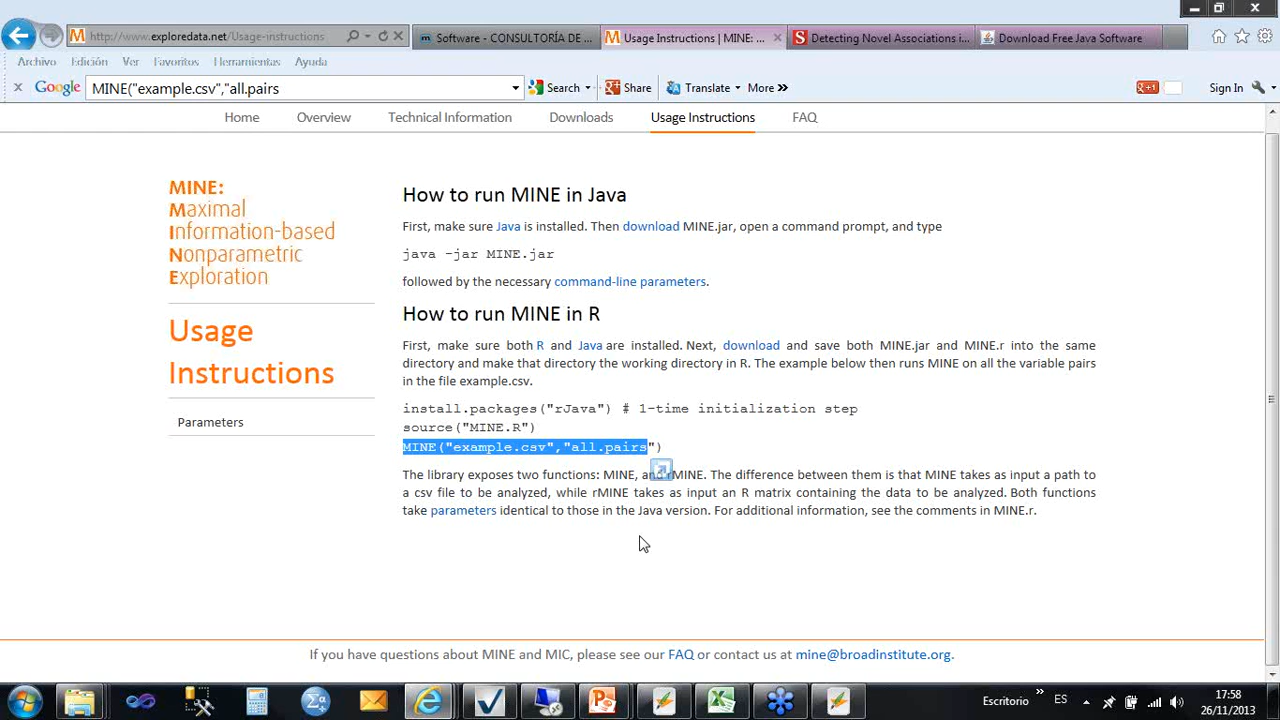 http://www.exploredata.net/Usage-instructions
Software - CONSULTORÍA DE ...
Usage Instructions | MINE: ...
Detecting Novel Associations i...
Download Free Java Software
Archivo Edición Ver Favoritos Herramientas Ayuda
Google MINE("example.csv","all.pairs Search Share Translate More » +1 Sign In
Home Overview Technical Information Downloads Usage Instructions FAQ
MINE:
Maximal
Information-based
Nonparametric
Exploration
Usage
Instructions
Parameters
How to run MINE in Java
First, make sure Java is installed. Then download MINE.jar, open a command prompt, and type
java -jar MINE.jar
followed by the necessary command-line parameters.
How to run MINE in R
First, make sure both R and Java are installed. Next, download and save both MINE.jar and MINE.r into the same
directory and make that directory the working directory in R. The example below then runs MINE on all the variable pairs
in the file example.csv.
install.packages("rJava") # 1-time initialization step
source("MINE.R")
MINE("example.csv","all.pairs")
The library exposes two functions: MINE, and rMINE. The difference between them is that MINE takes as input a path to
a csv file to be analyzed, while rMINE takes as input an R matrix containing the data to be analyzed. Both functions
take parameters identical to those in the Java version. For additional information, see the comments in MINE.r.
If you have questions about MINE and MIC, please see our FAQ or contact us at mine@broadinstitute.org.
Escritorio » ES
17:58
26/11/2013